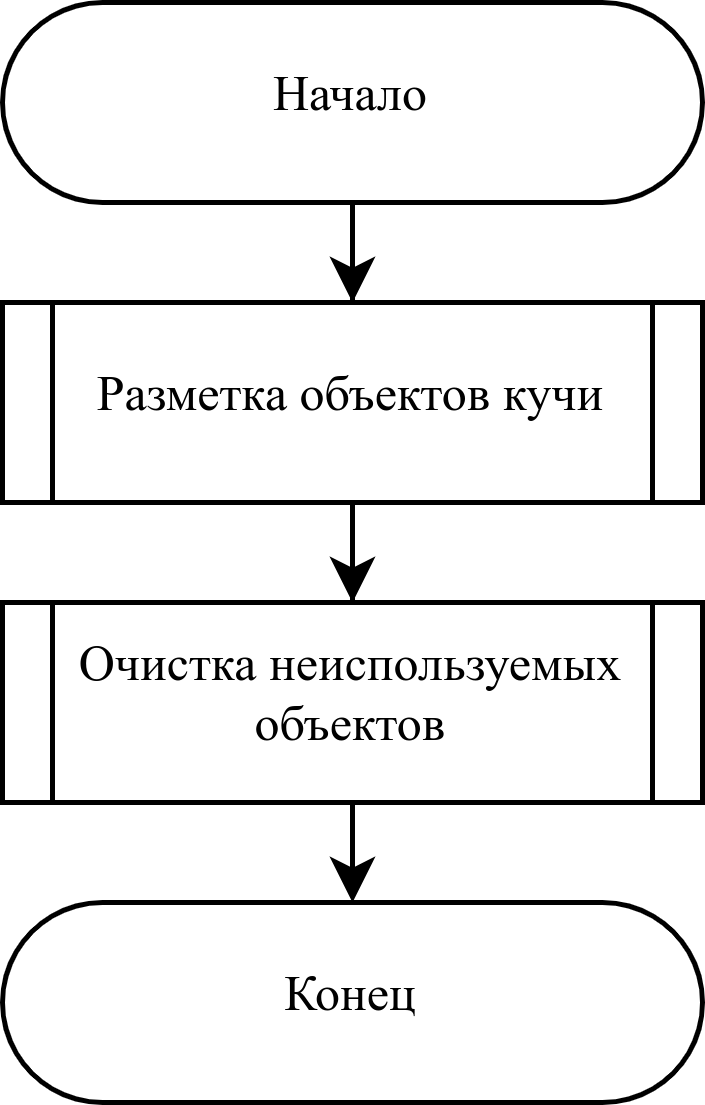 Начало
Разметка объектов кучи
Очистка неиспользуемых
объектов
Конец